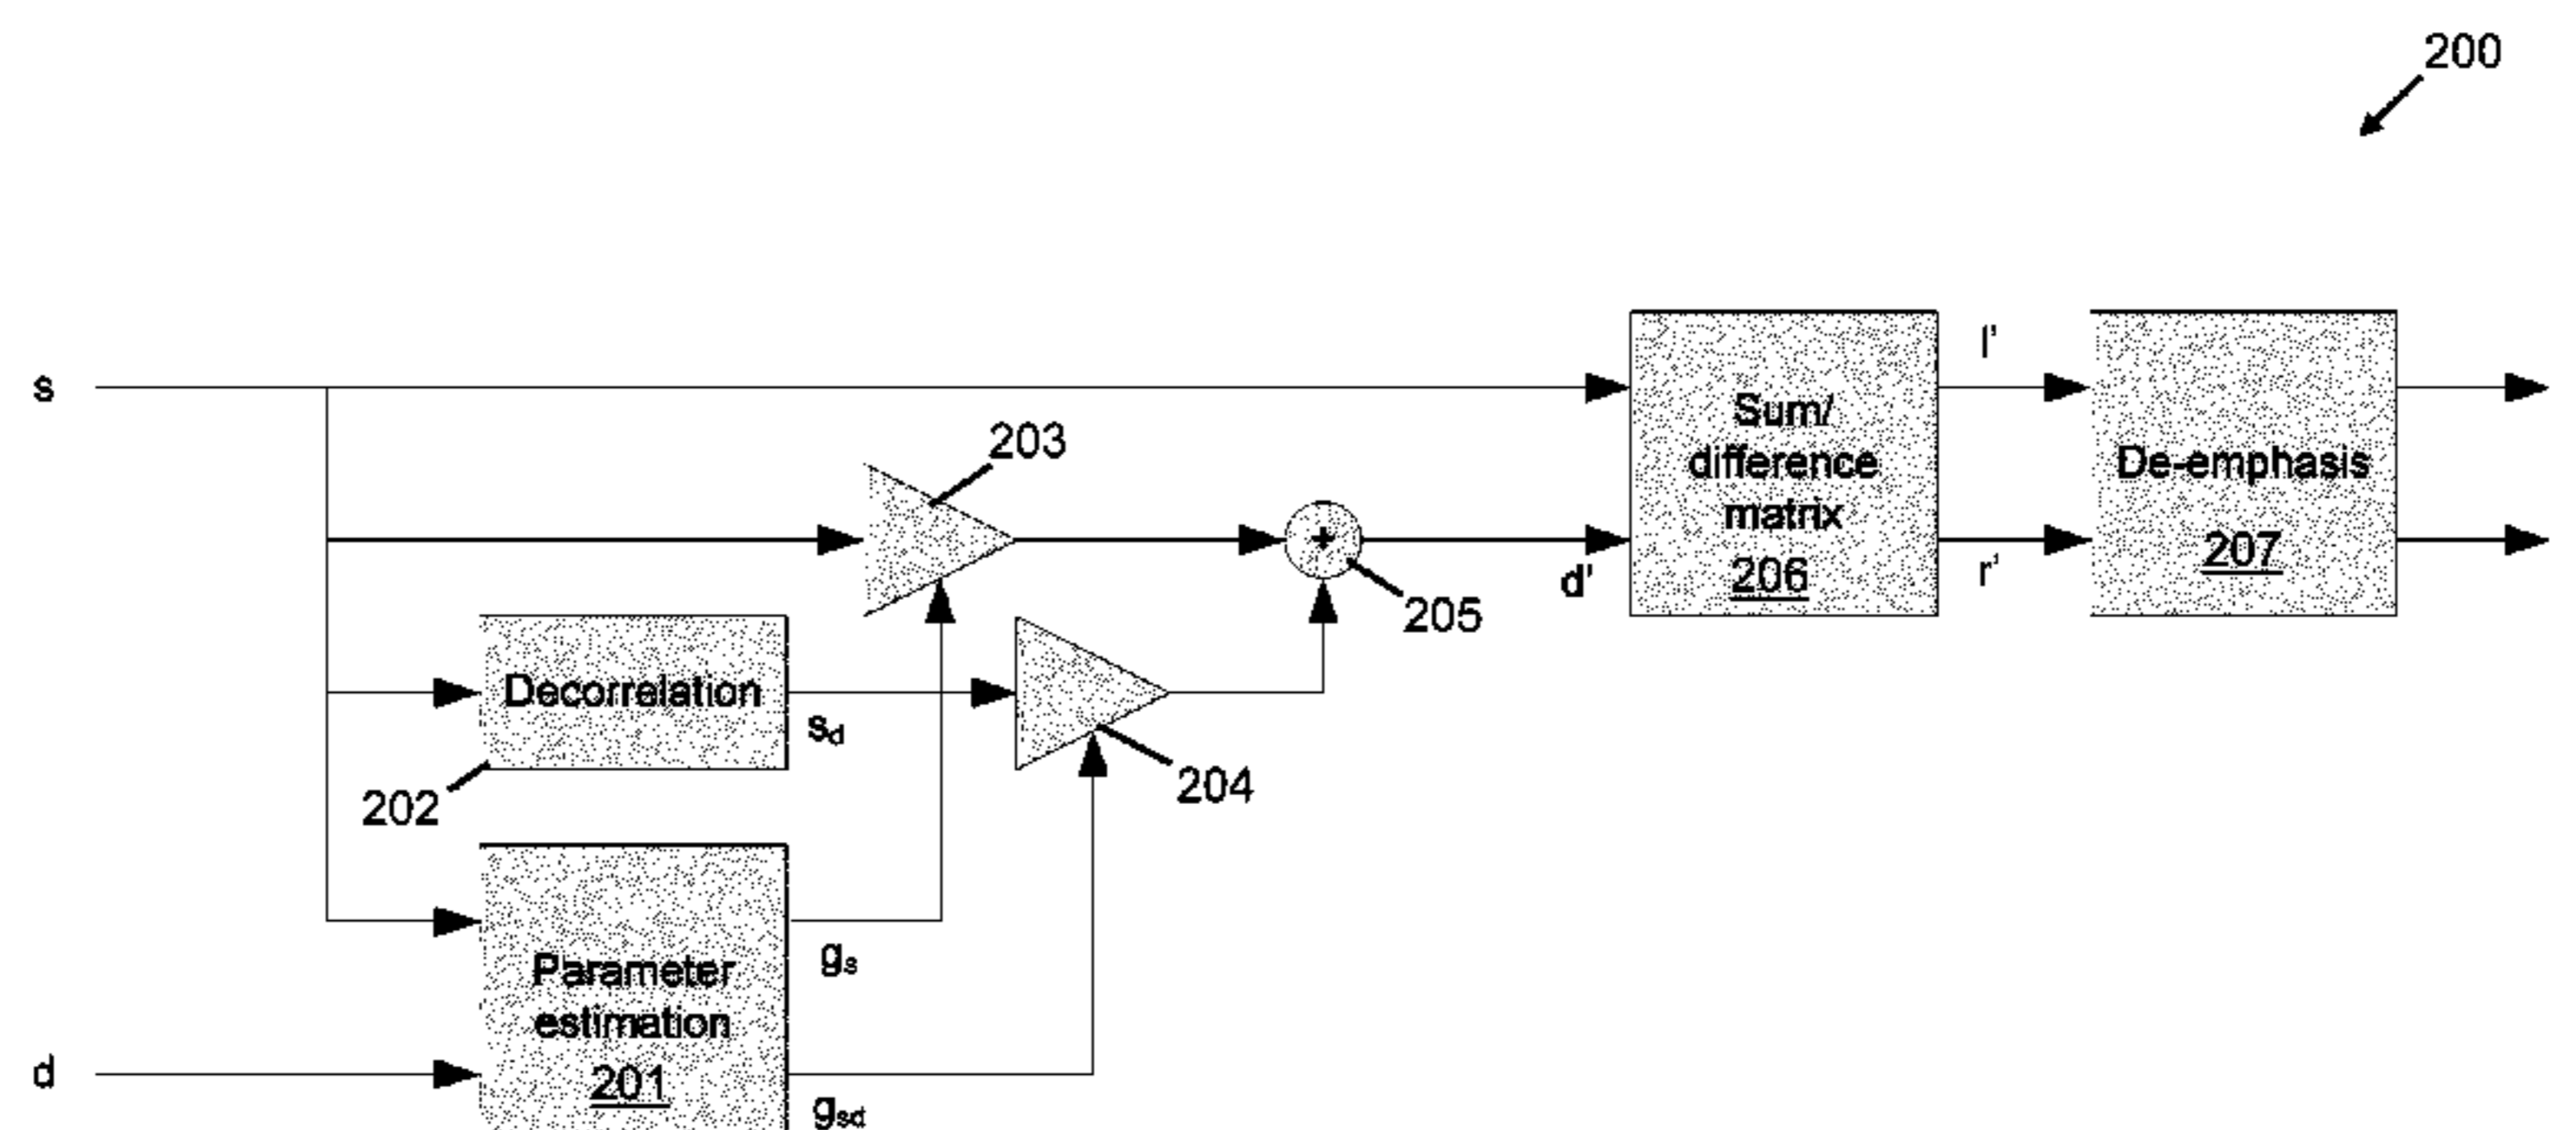 200
s
203
Sum/
difference
matrix
206
l'
r'
De-emphasis
207
d'
205
Decorrelation
sd
202
204
Parameter
estimation
201
gs
d
gsd